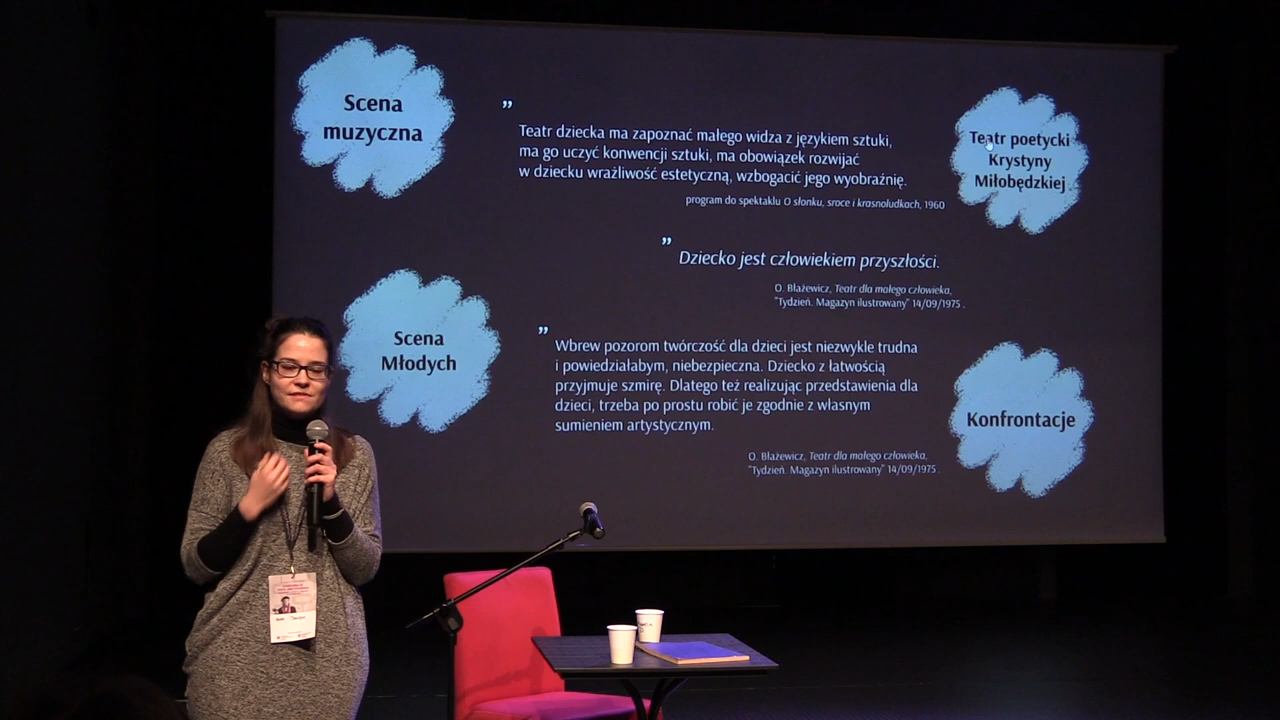 Scena
muzyczna
”
Teatr dziecka ma zapoznać małego widza z językiem sztuki,
ma go uczyć konwencji sztuki, ma obowiązek rozwijać
w dziecku wrażliwość estetyczną, wzbogacić jego wyobraźnię.
program do spektaklu O słonku, sroce i krasnoludkach, 1960
Teatr poetycki
Krystyny
Miłobędzkiej
”
Dziecko jest człowiekiem przyszłości.
O. Błażewicz, Teatr dla małego człowieka,
"Tydzień. Magazyn ilustrowany" 14/09/1975 .
Scena
Młodych
”
Wbrew pozorom twórczość dla dzieci jest niezwykle trudna
i powiedziałabym, niebezpieczna. Dziecko z łatwością
przyjmuje szmirę. Dlatego też realizując przedstawienia dla
dzieci, trzeba po prostu robić je zgodnie z własnym
sumieniem artystycznym.
O. Błażewicz, Teatr dla małego człowieka,
"Tydzień. Magazyn ilustrowany" 14/09/1975 .
Konfrontacje